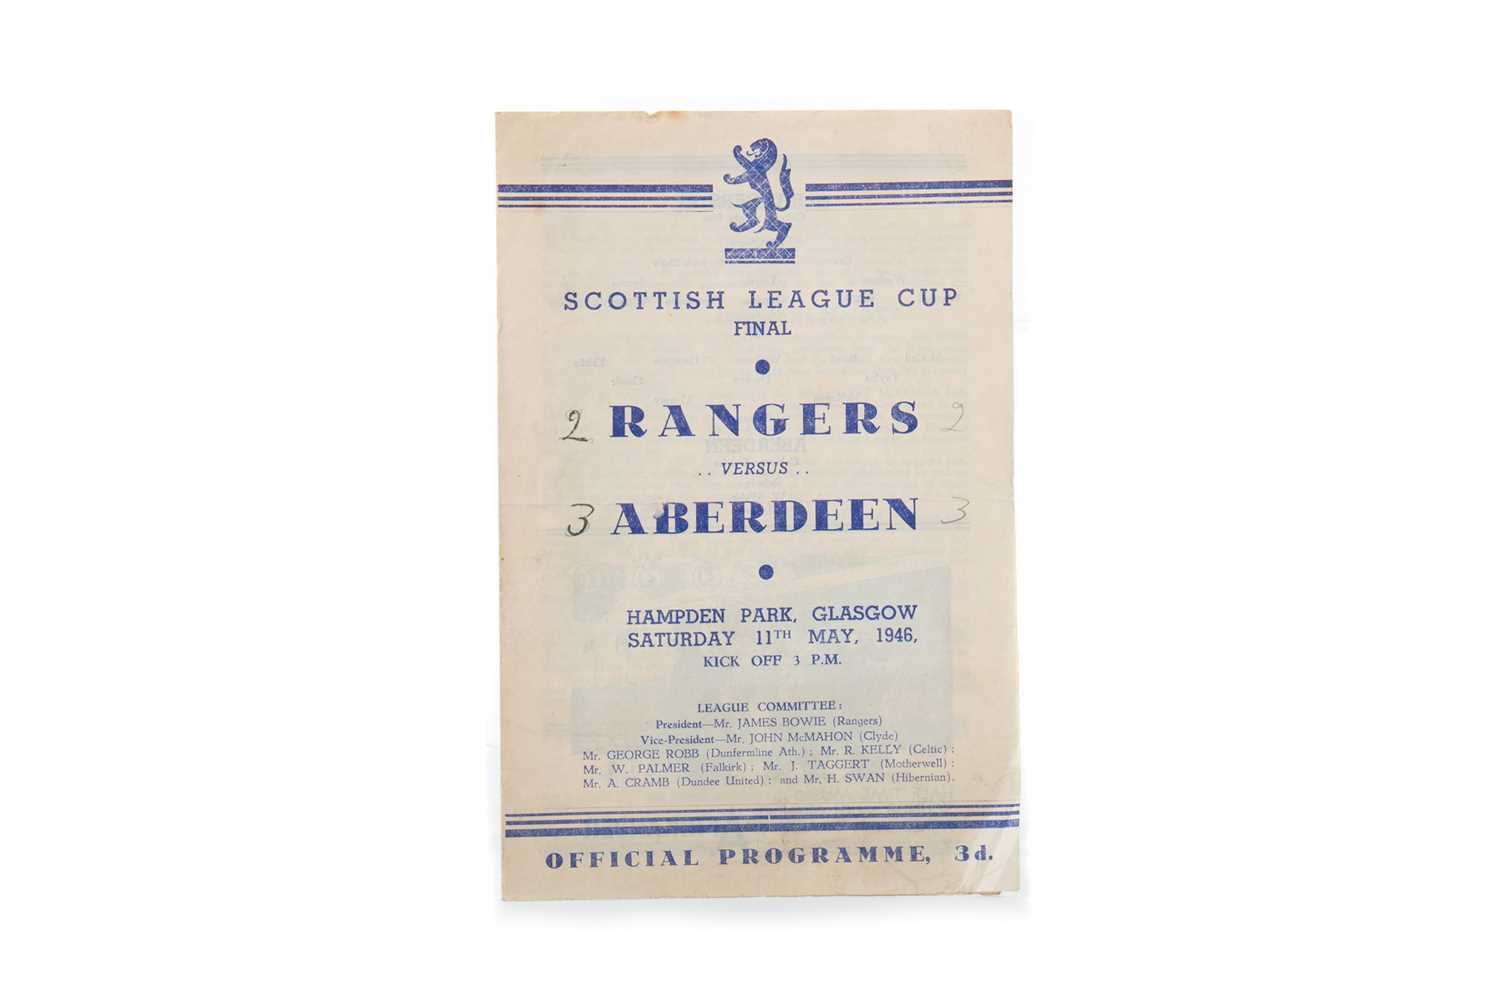 SCOTTISH LEAGUE CUP
FINAL
2 RANGERS 2
.. VERSUS ..
3 ABERDEEN 3
HAMPDEN PARK, GLASGOW
SATURDAY 11TH MAY, 1946,
KICK OFF 3 P.M.
LEAGUE COMMITTEE:
President—Mr. JAMES BOWIE (Rangers)
Vice-President—Mr. JOHN McMAHON (Clyde)
Mr. GEORGE ROBB (Dunfermline Ath.); Mr. R. KELLY (Celtic);
Mr. W. PALMER (Falkirk); Mr. J. TAGGERT (Motherwell);
Mr. A. CRAMB (Dundee United); and Mr. H. SWAN (Hibernian).
OFFICIAL PROGRAMME, 3d.